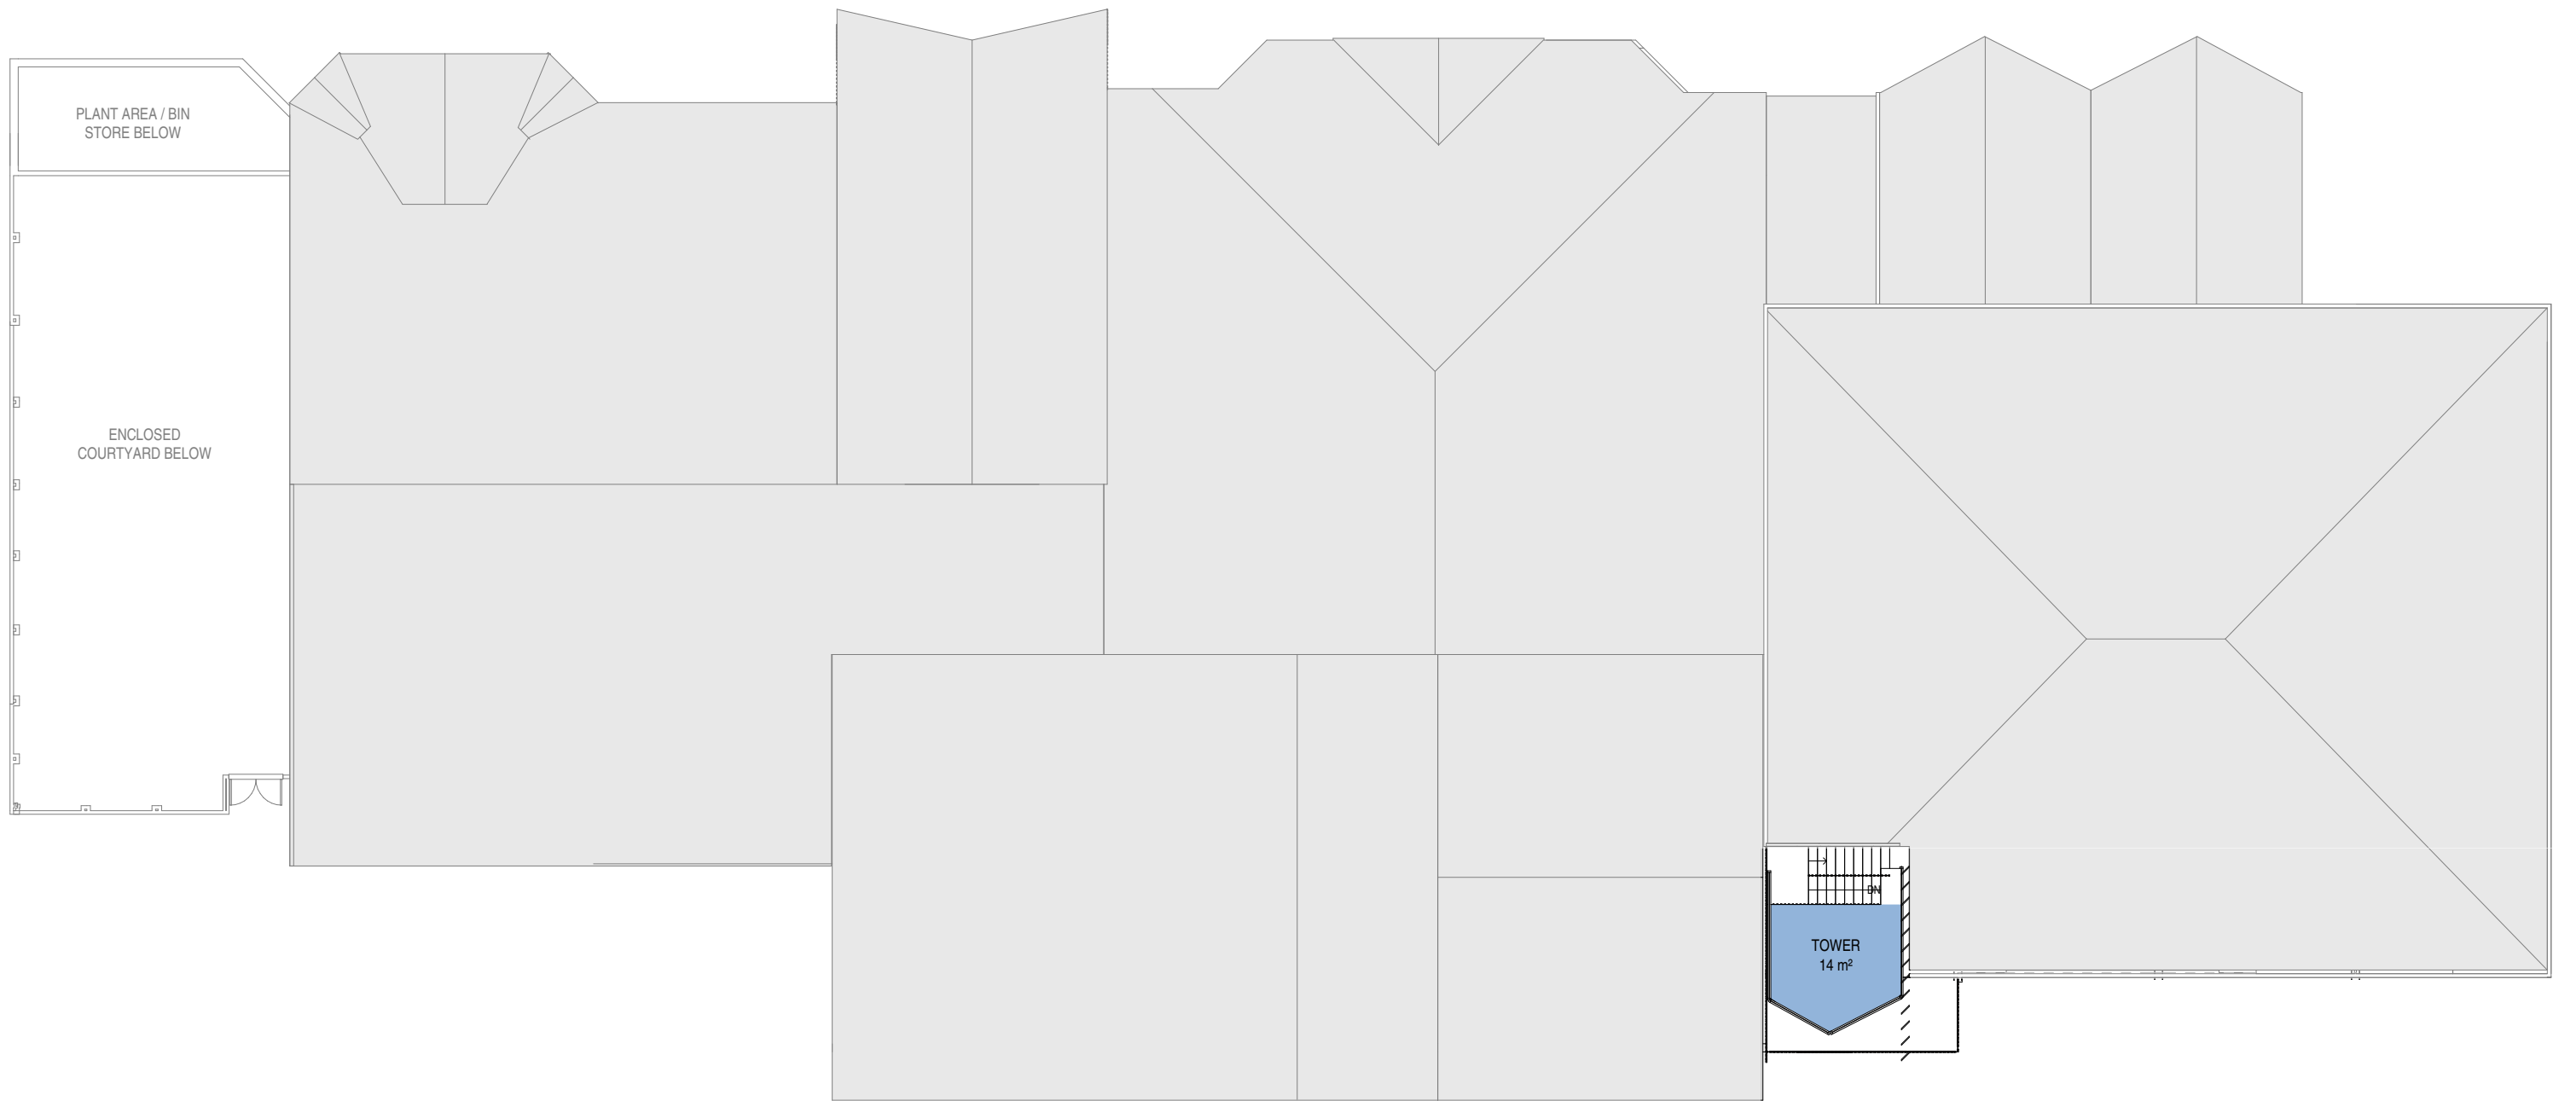 PLANT AREA / BIN
STORE BELOW
ENCLOSED
COURTYARD BELOW
DN
TOWER
14 m²